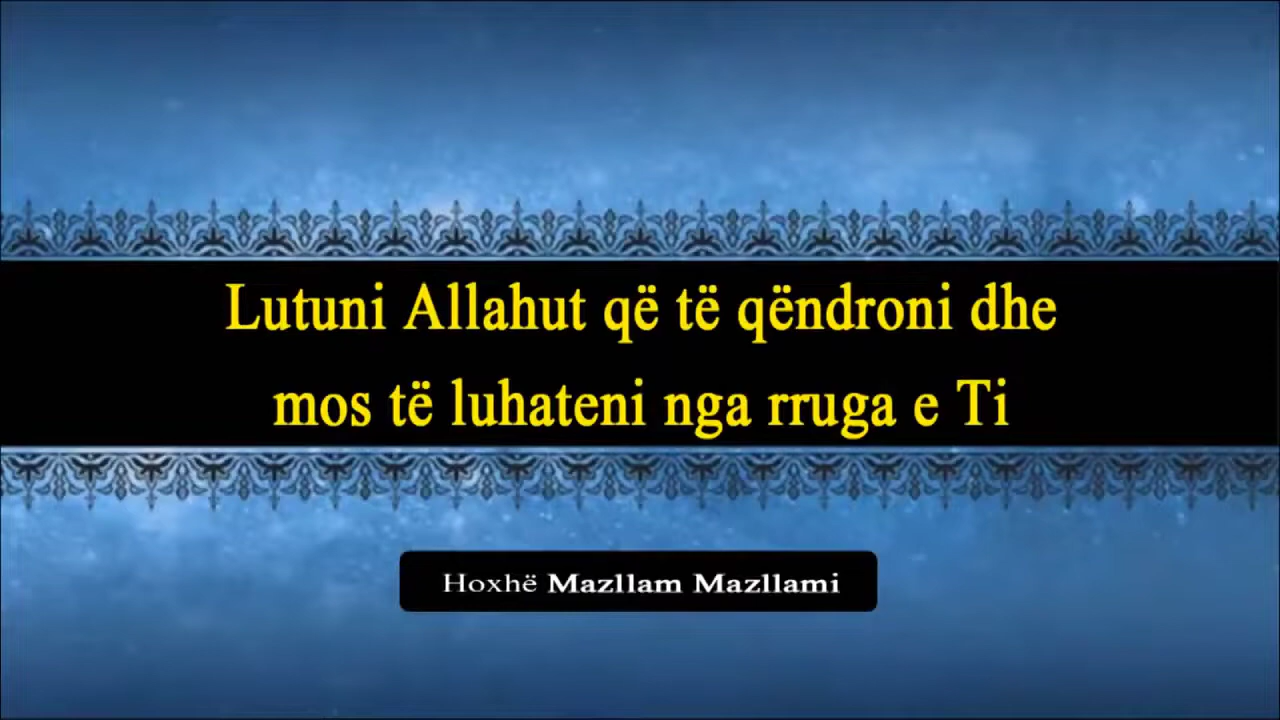 Lutuni Allahut që të qëndroni dhe
mos të luhateni nga rruga e Ti
Hoxhë Mazllam Mazllami